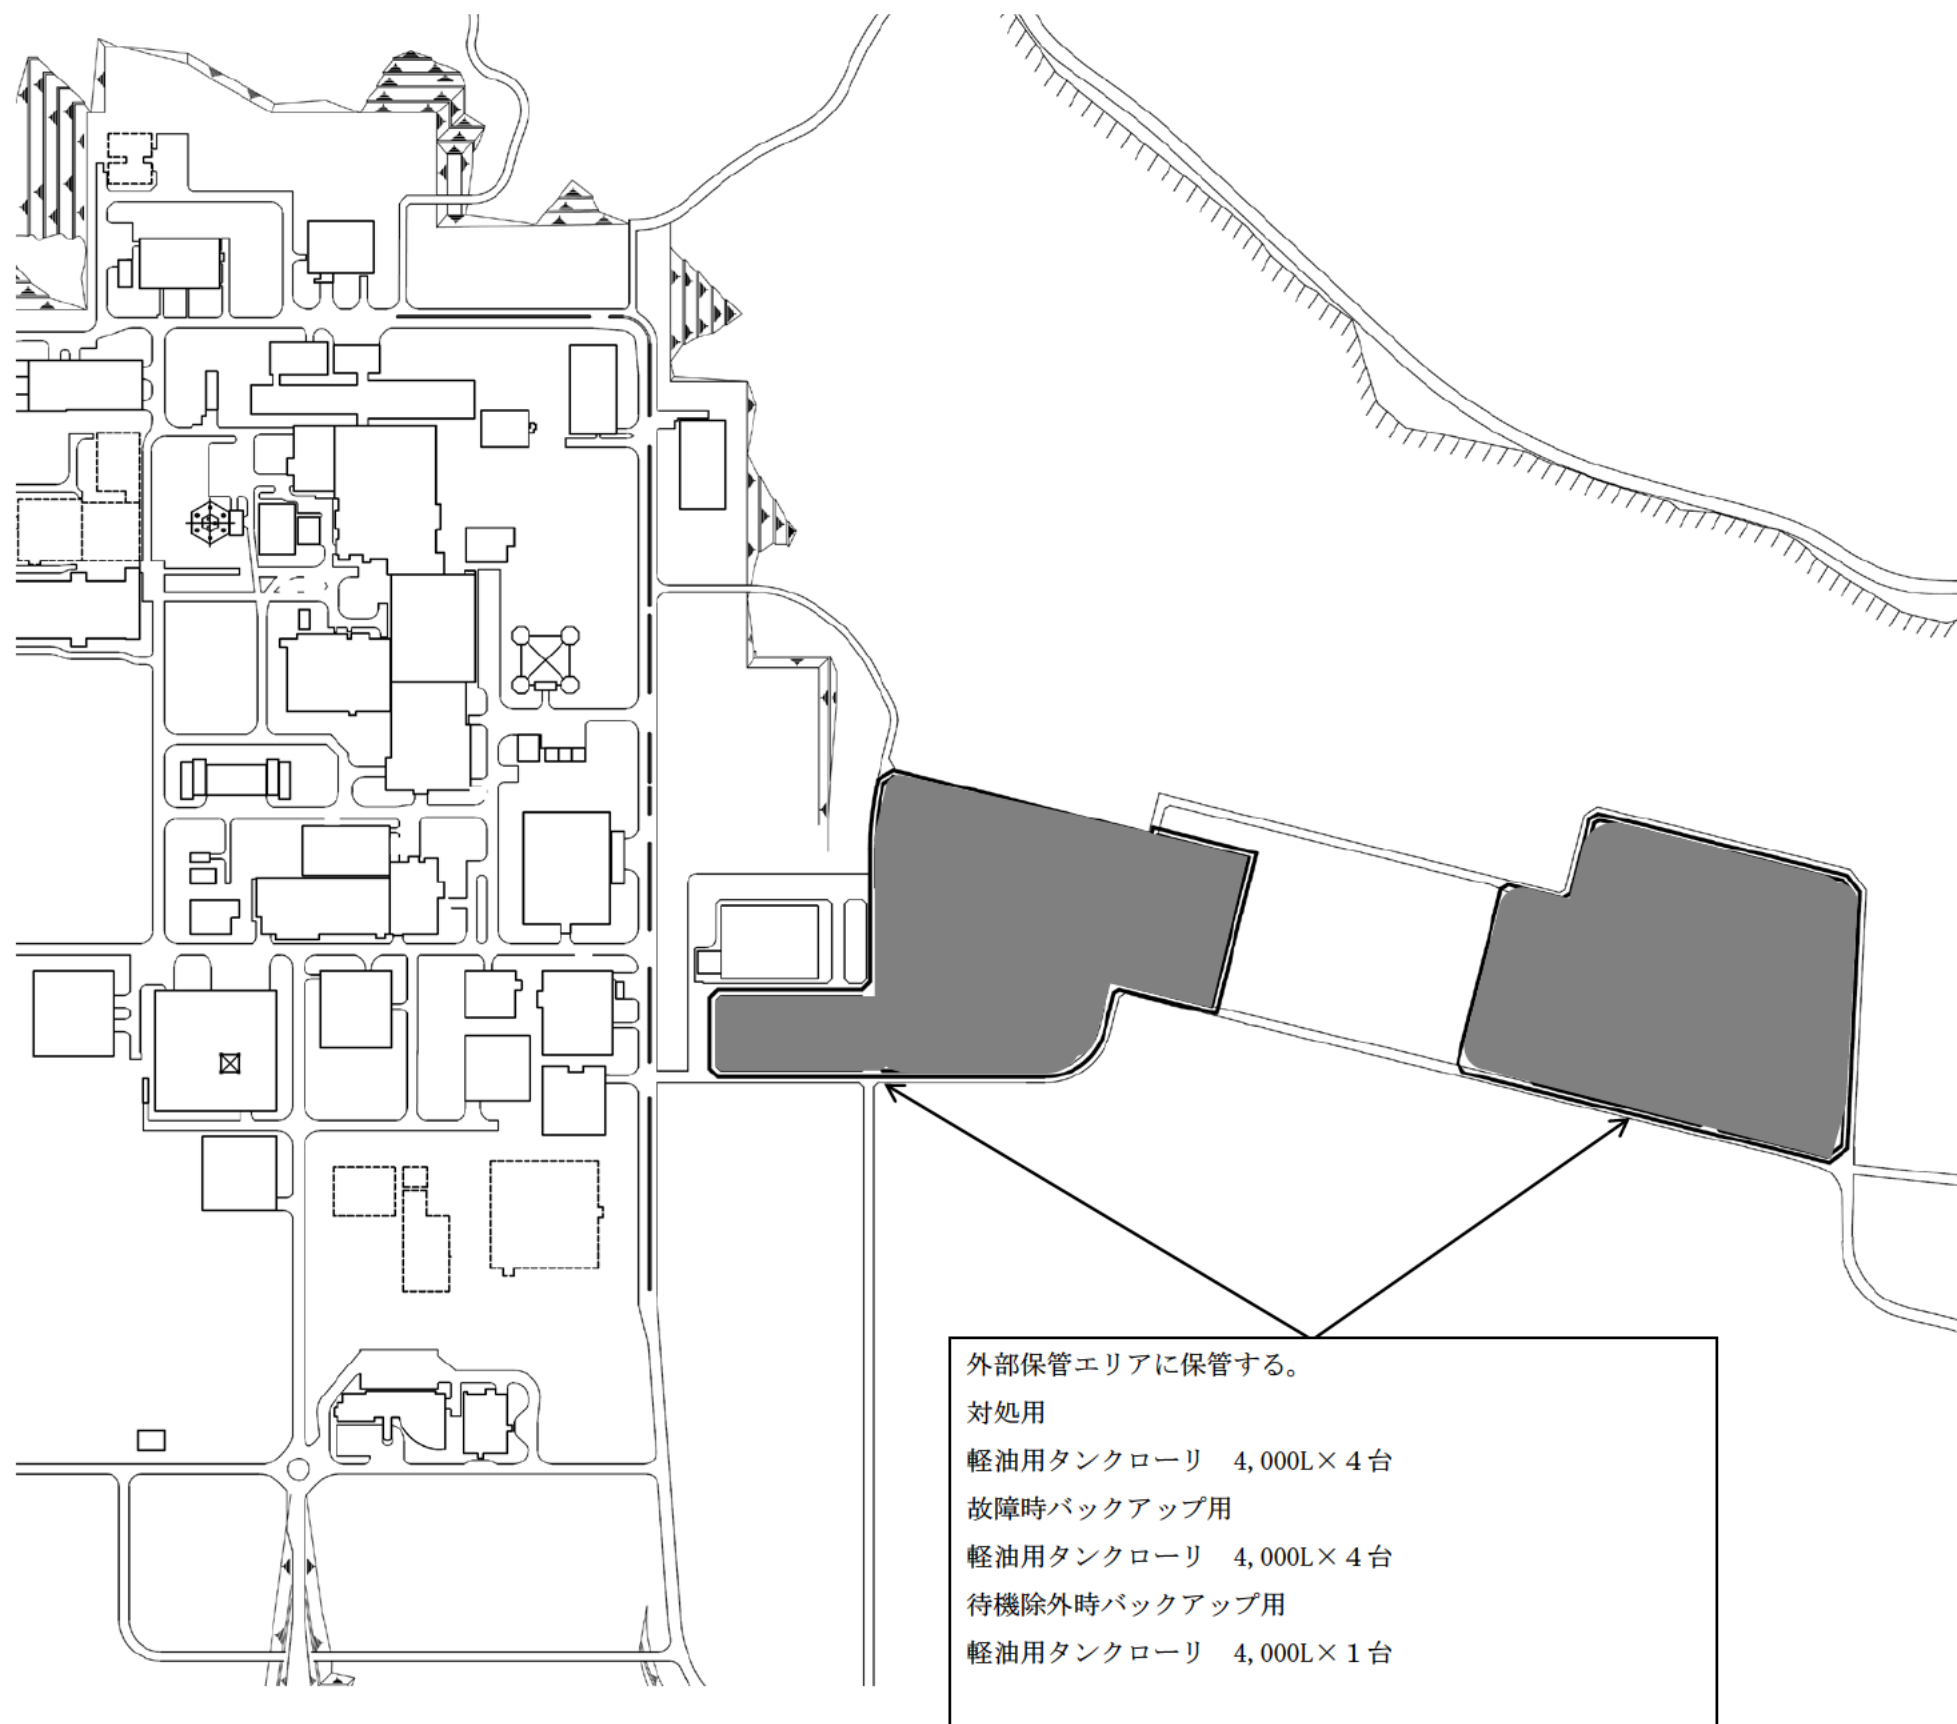 外部保管エリアに保管する。
対処用
軽油用タンクローリ　4,000L×４台
故障時バックアップ用
軽油用タンクローリ　4,000L×４台
待機除外時バックアップ用
軽油用タンクローリ　4,000L×１台